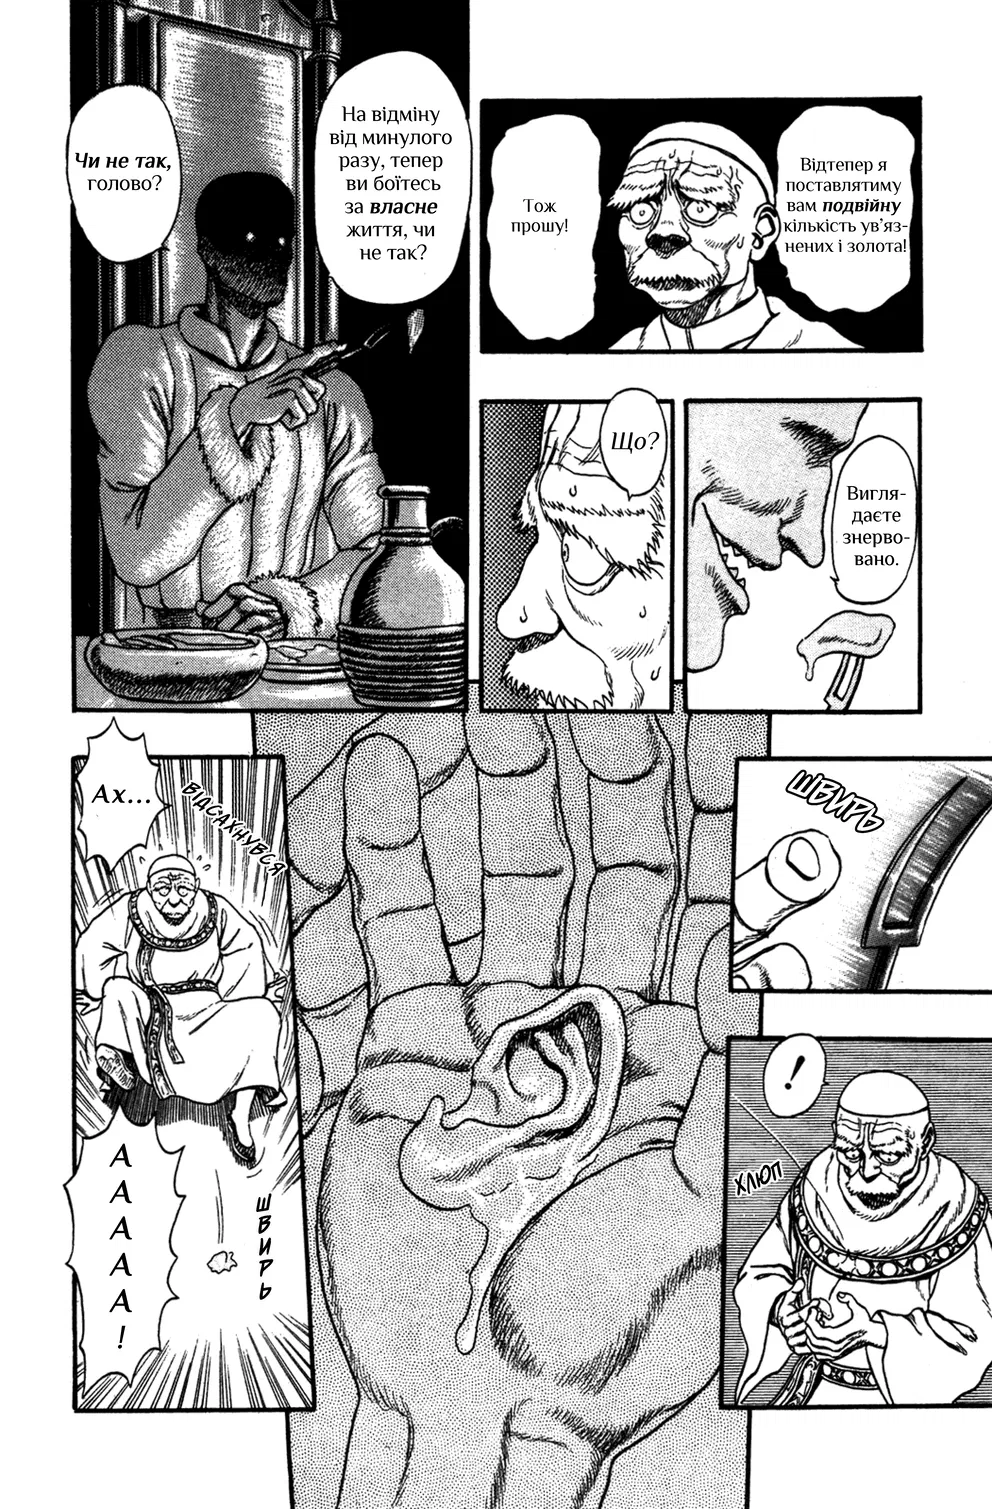 Відтепер я
поставлятиму
вам подвійну
кількість ув’яз-
нених і золота!
Тож
прошу!
На відміну
від минулого
разу, тепер
ви боїтесь
за власне
життя, чи
не так?
Чи не так,
голово?
Вигля-
даєте
знерво-
вано.
Що?
ШВИРЬ
!
ХЛЮП
Ах...
ВІДСАХНУВСЯ
ШВИРЬ
ААААА!